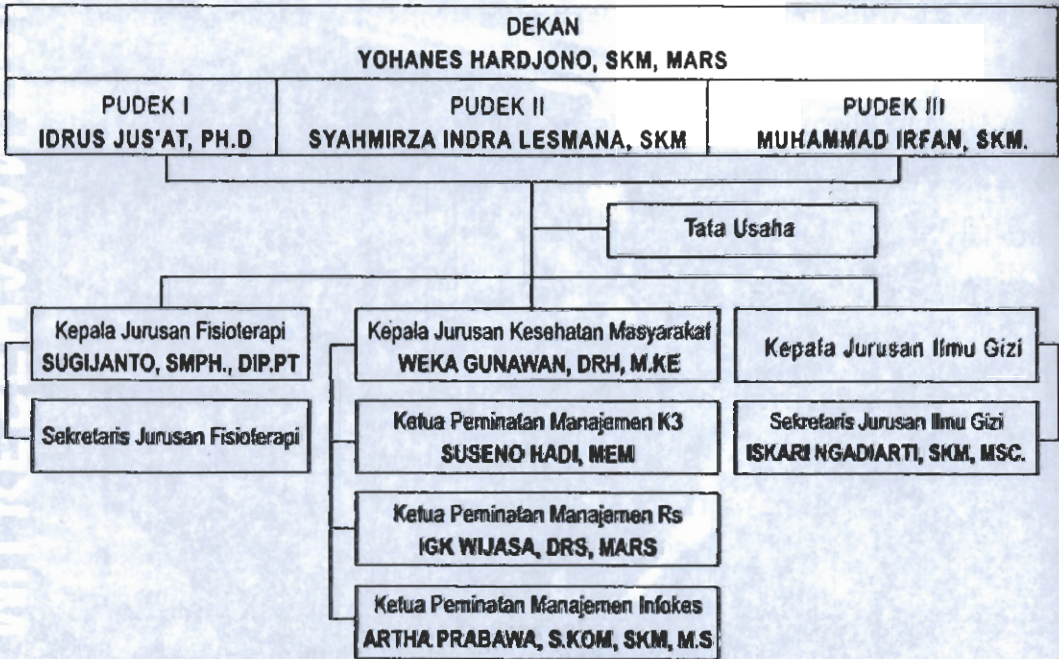 DEKAN
YOHANES HARDJONO, SKM, MARS
PUDEK I
IDRUS JUS'AT, PH.D
PUDEK II
SYAHMIRZA INDRA LESMANA, SKM
PUDEK III
MUHAMMAD IRFAN, SKM.
Tata Usaha
Kepala Jurusan Fisioterapi
SUGIJANTO, SMPH., DIP.PT
Sekretaris Jurusan Fisioterapi
Kepala Jurusan Kesehatan Masyarakat
WEKA GUNAWAN, DRH, M.KE
Ketua Peminatan Manajemen K3
SUSENO HADI, MEM
Ketua Peminatan Manajemen Rs
IGK WIJASA, DRS, MARS
Ketua Peminatan Manajemen Infokes
ARTHA PRABAWA, S.KOM, SKM, M.S
Kepala Jurusan Ilmu Gizi
Sekretaris Jurusan Ilmu Gizi
ISKARI NGADIARTI, SKM, MSC.